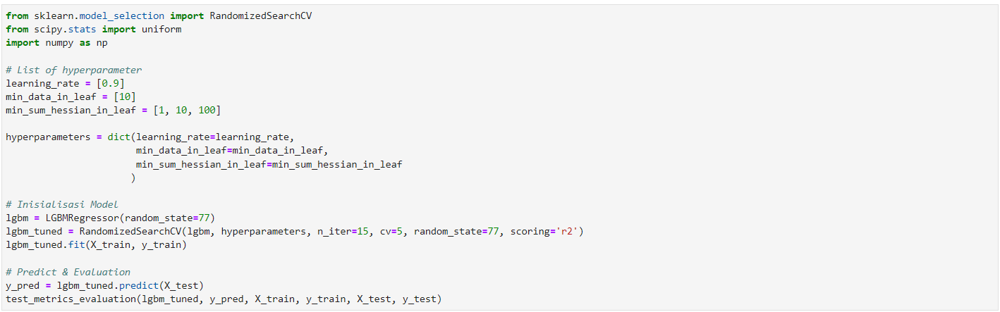 from sklearn.model_selection import RandomizedSearchCV
from scipy.stats import uniform
import numpy as np
# List of hyperparameter
learning_rate = [0.9]
min_data_in_leaf = [10]
min_sum_hessian_in_leaf = [1, 10, 100]
hyperparameters = dict(learning_rate=learning_rate,
                       min_data_in_leaf=min_data_in_leaf,
                       min_sum_hessian_in_leaf=min_sum_hessian_in_leaf
                      )
# Inisialisasi Model
lgbm = LGBMRegressor(random_state=77)
lgbm_tuned = RandomizedSearchCV(lgbm, hyperparameters, n_iter=15, cv=5, random_state=77, scoring='r2')
lgbm_tuned.fit(X_train, y_train)
# Predict & Evaluation
y_pred = lgbm_tuned.predict(X_test)
test_metrics_evaluation(lgbm_tuned, y_pred, X_train, y_train, X_test, y_test)